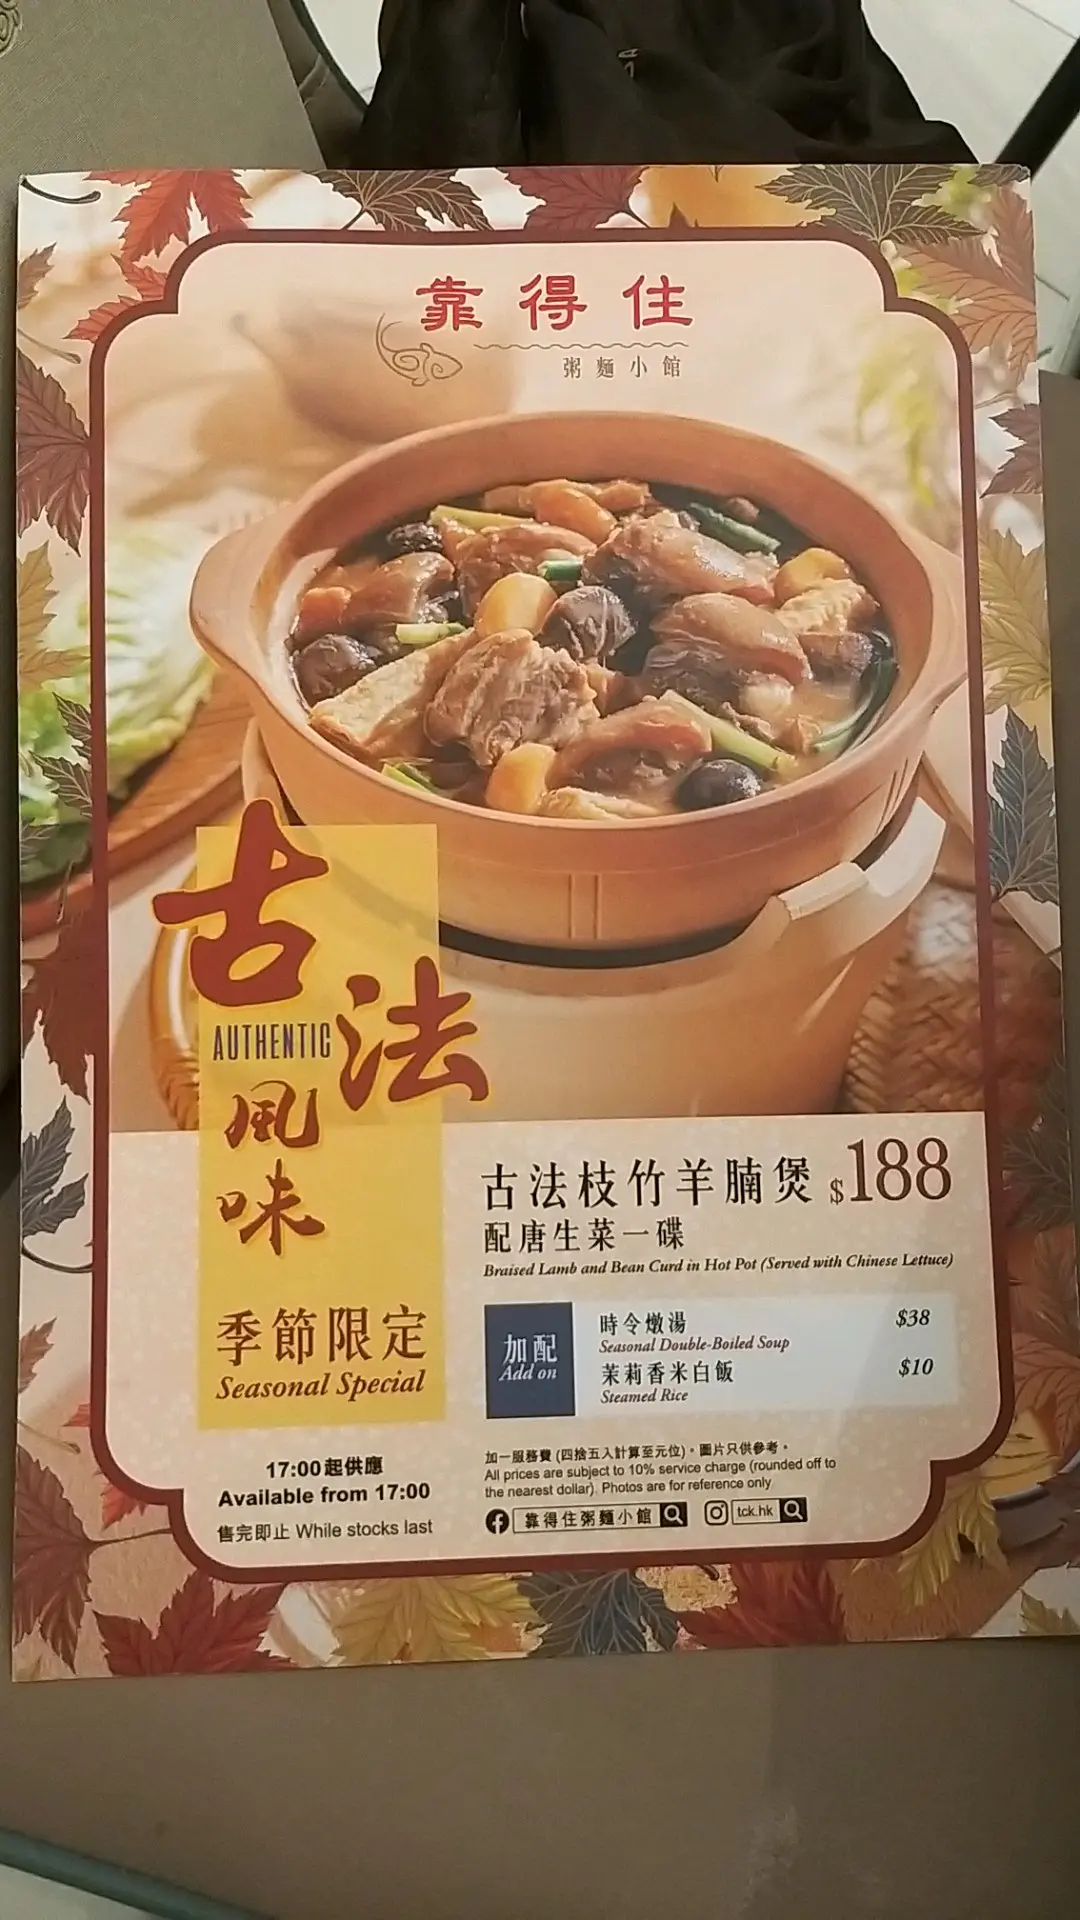 靠得住
粥麵小館
古法
AUTHENTIC
風味
季節限定
Seasonal Special
17:00起供應
Available from 17:00
售完即止 While stocks last
古法枝竹羊腩煲 $188
配唐生菜一碟
Braised Lamb and Bean Curd in Hot Pot (Served with Chinese Lettuce)
加配
Add on
時令燉湯 $38
Seasonal Double-Boiled Soup
茉莉香米白飯 $10
Steamed Rice
加一服務費 (四捨五入計算至元位)。圖片只供參考。
All prices are subject to 10% service charge (rounded off to
the nearest dollar). Photos are for reference only
靠得住粥麵小館 tck.hk